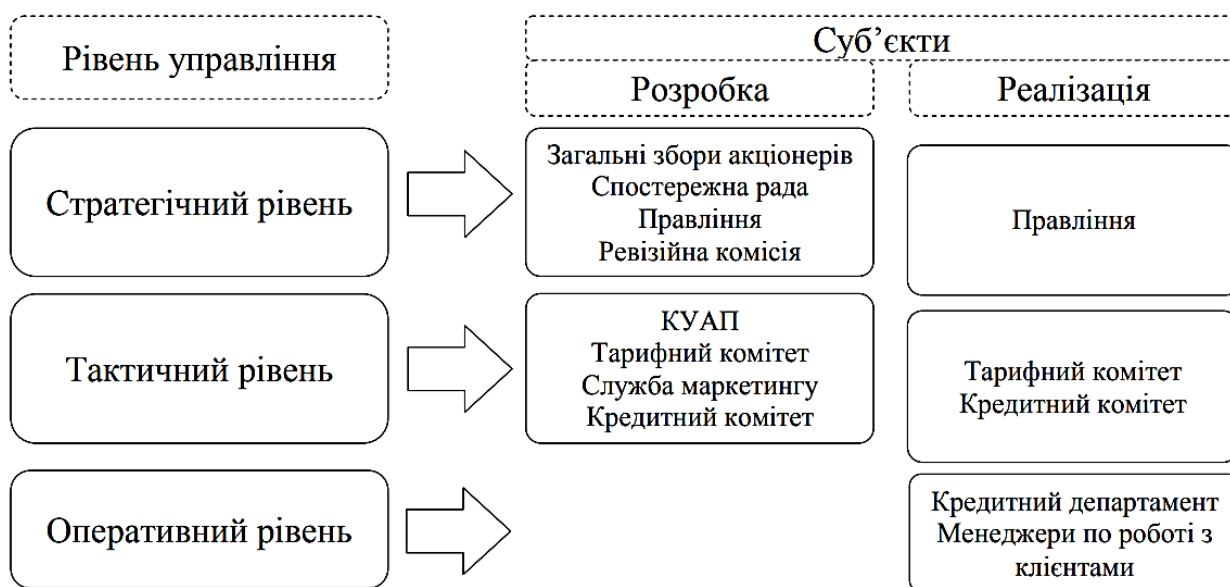 Рівень управління
Суб’єкти
Розробка
Реалізація
Стратегічний рівень
Загальні збори акціонерів
Спостережна рада
Правління
Ревізійна комісія
Правління
Тактичний рівень
КУАП
Тарифний комітет
Служба маркетингу
Кредитний комітет
Тарифний комітет
Кредитний комітет
Оперативний рівень
Кредитний департамент
Менеджери по роботі з
клієнтами